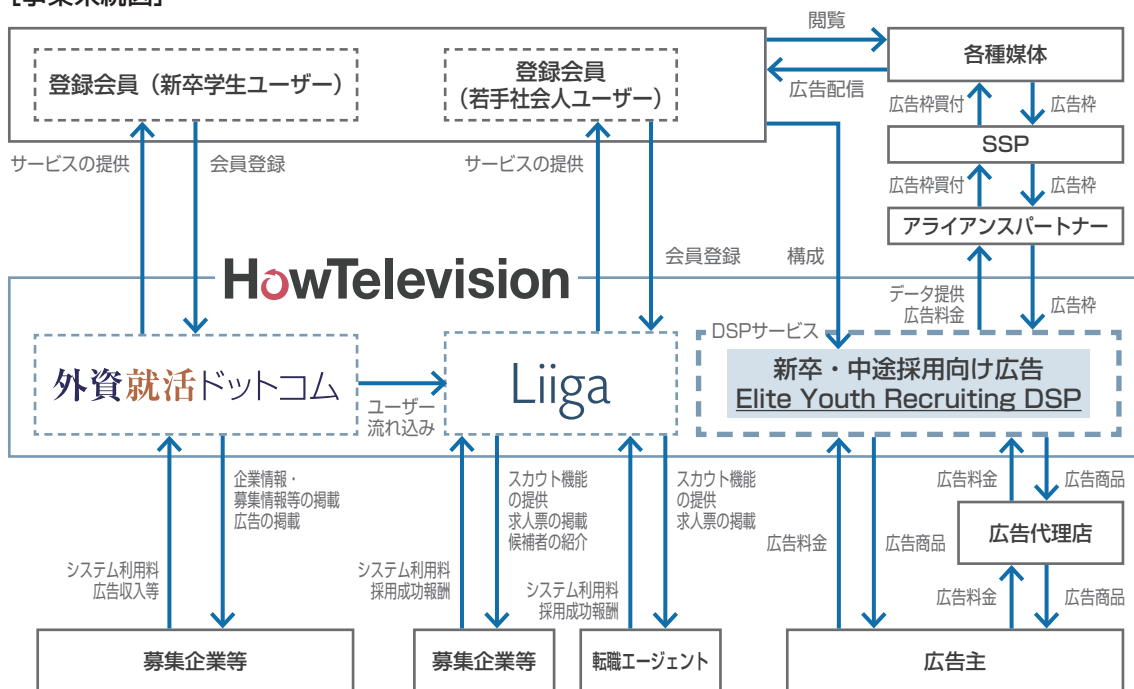 [事業系統図]
閲覧
登録会員（新卒学生ユーザー）
登録会員
（若手社会人ユーザー）
各種媒体
広告配信
広告枠買付
広告枠
SSP
サービスの提供
会員登録
サービスの提供
広告枠買付
広告枠
アライアンスパートナー
会員登録
構成
HowTelevision
データ提供
広告料金
広告枠
DSPサービス
外資就活ドットコム
ユーザー
流れ込み
Liiga
新卒・中途採用向け広告
Elite Youth Recruiting DSP
企業情報・
募集情報等の掲載
広告の掲載
スカウト機能
の提供
求人票の掲載
候補者の紹介
スカウト機能
の提供
求人票の掲載
広告料金
広告商品
広告代理店
広告料金
広告商品
システム利用料
広告収入等
システム利用料
採用成功報酬
システム利用料
採用成功報酬
広告料金
広告商品
募集企業等
募集企業等
転職エージェント
広告主